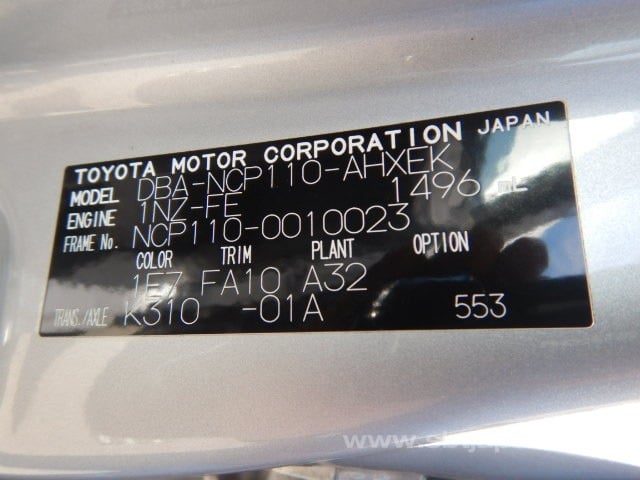 TOYOTA MOTOR CORPORATION JAPAN
MODEL DBA-NCP110-AHXEK
ENGINE 1NZ-FE 1496 mL
FRAME No. NCP110-0010023
COLOR TRIM PLANT OPTION
1E7 FA10 A32
TRANS./AXLE K310 -01A 553